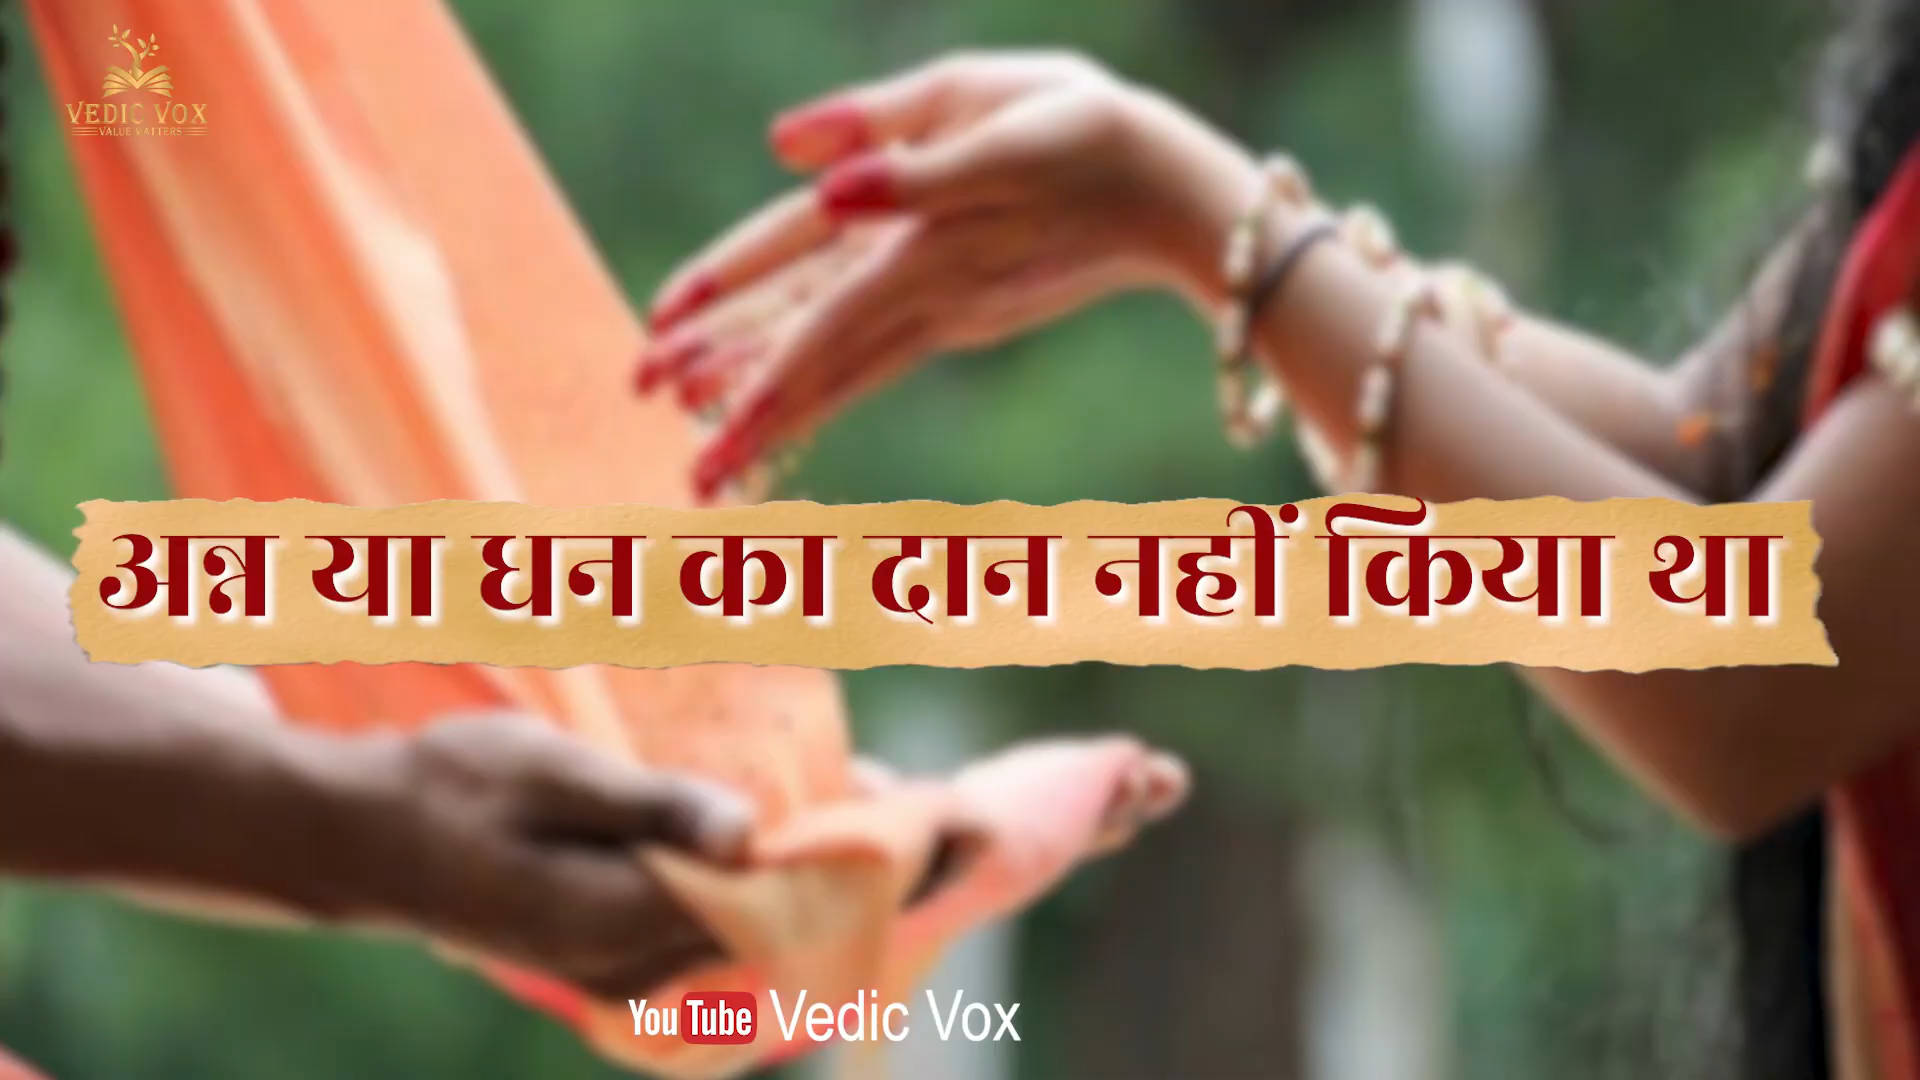 VEDIC VOX
VALUE MATTERS
अन्न या धन का दान नहीं किया था
YouTube Vedic Vox